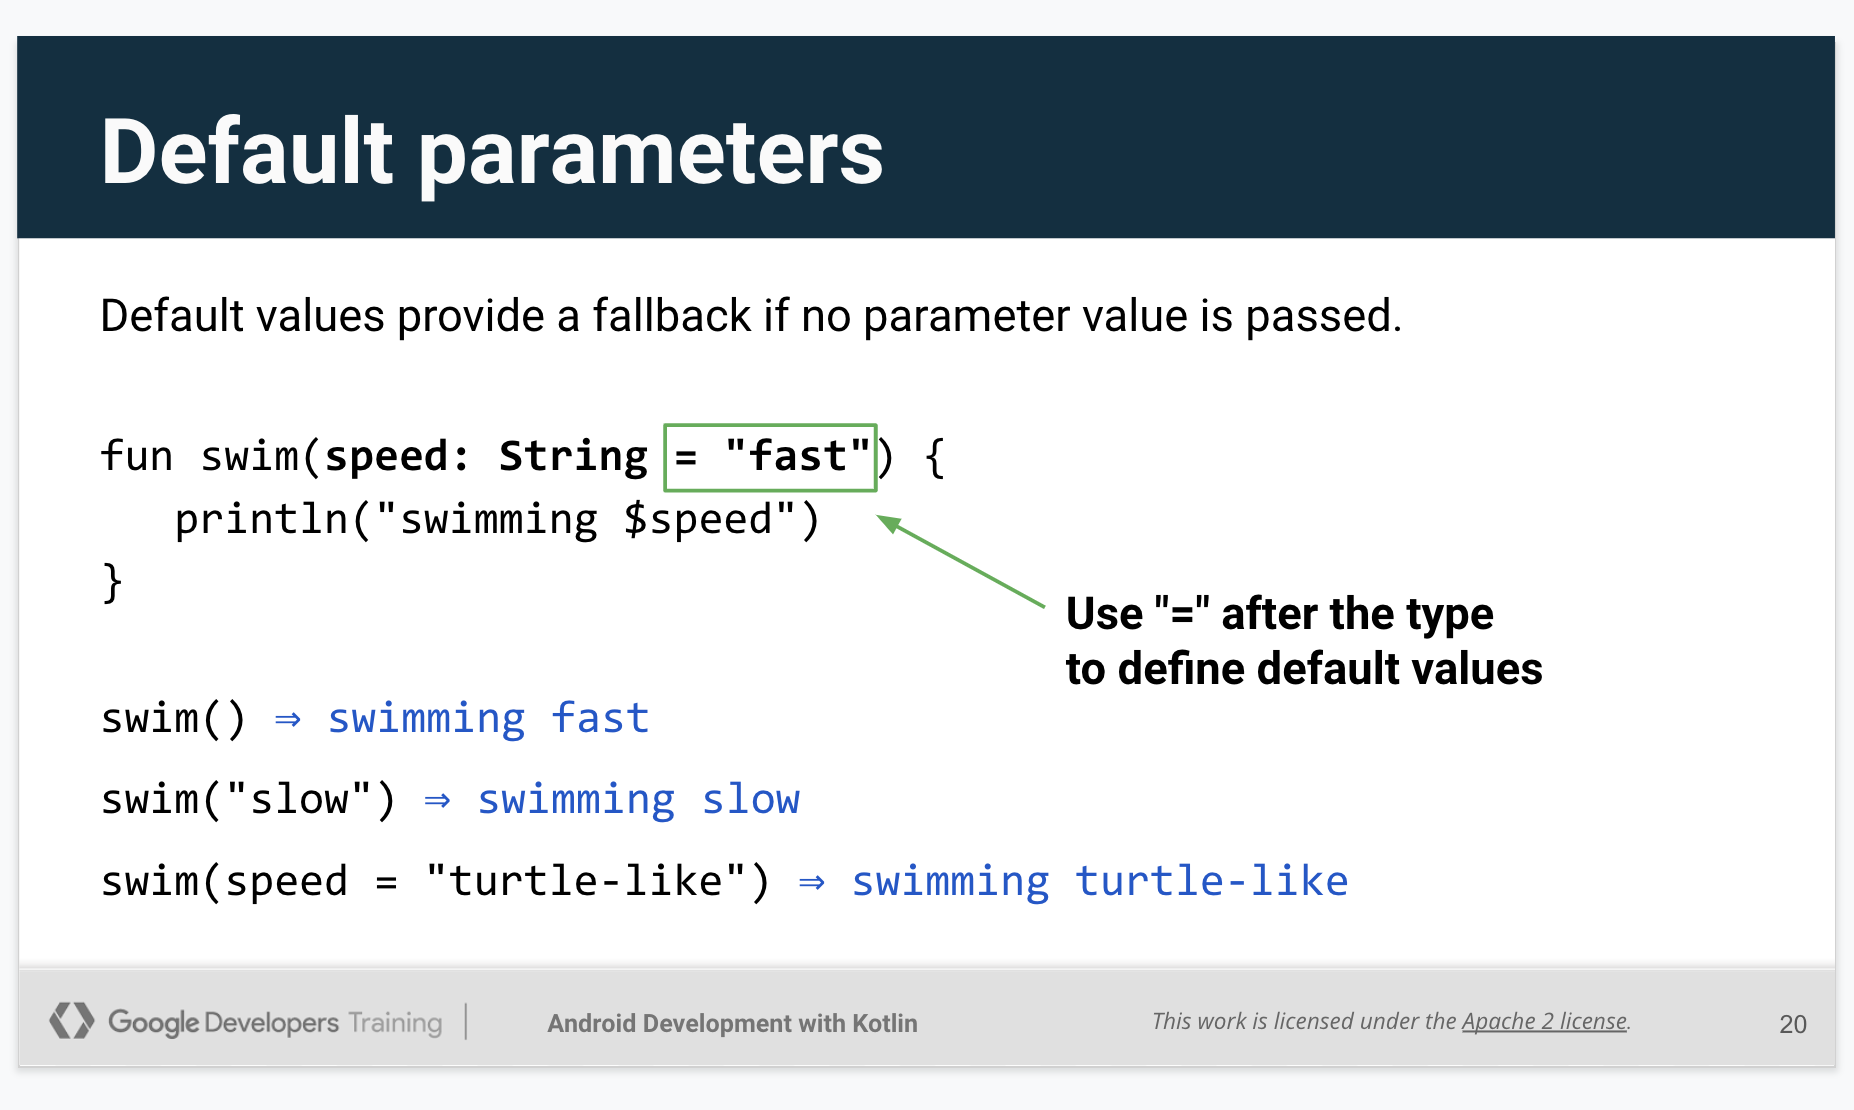 Default parameters
Default values provide a fallback if no parameter value is passed.
fun swim(speed: String = "fast") {
   println("swimming $speed")
}
Use "=" after the type
to define default values
swim() ⇒ swimming fast
swim("slow") ⇒ swimming slow
swim(speed = "turtle-like") ⇒ swimming turtle-like
Google Developers Training
Android Development with Kotlin
This work is licensed under the Apache 2 license.
20